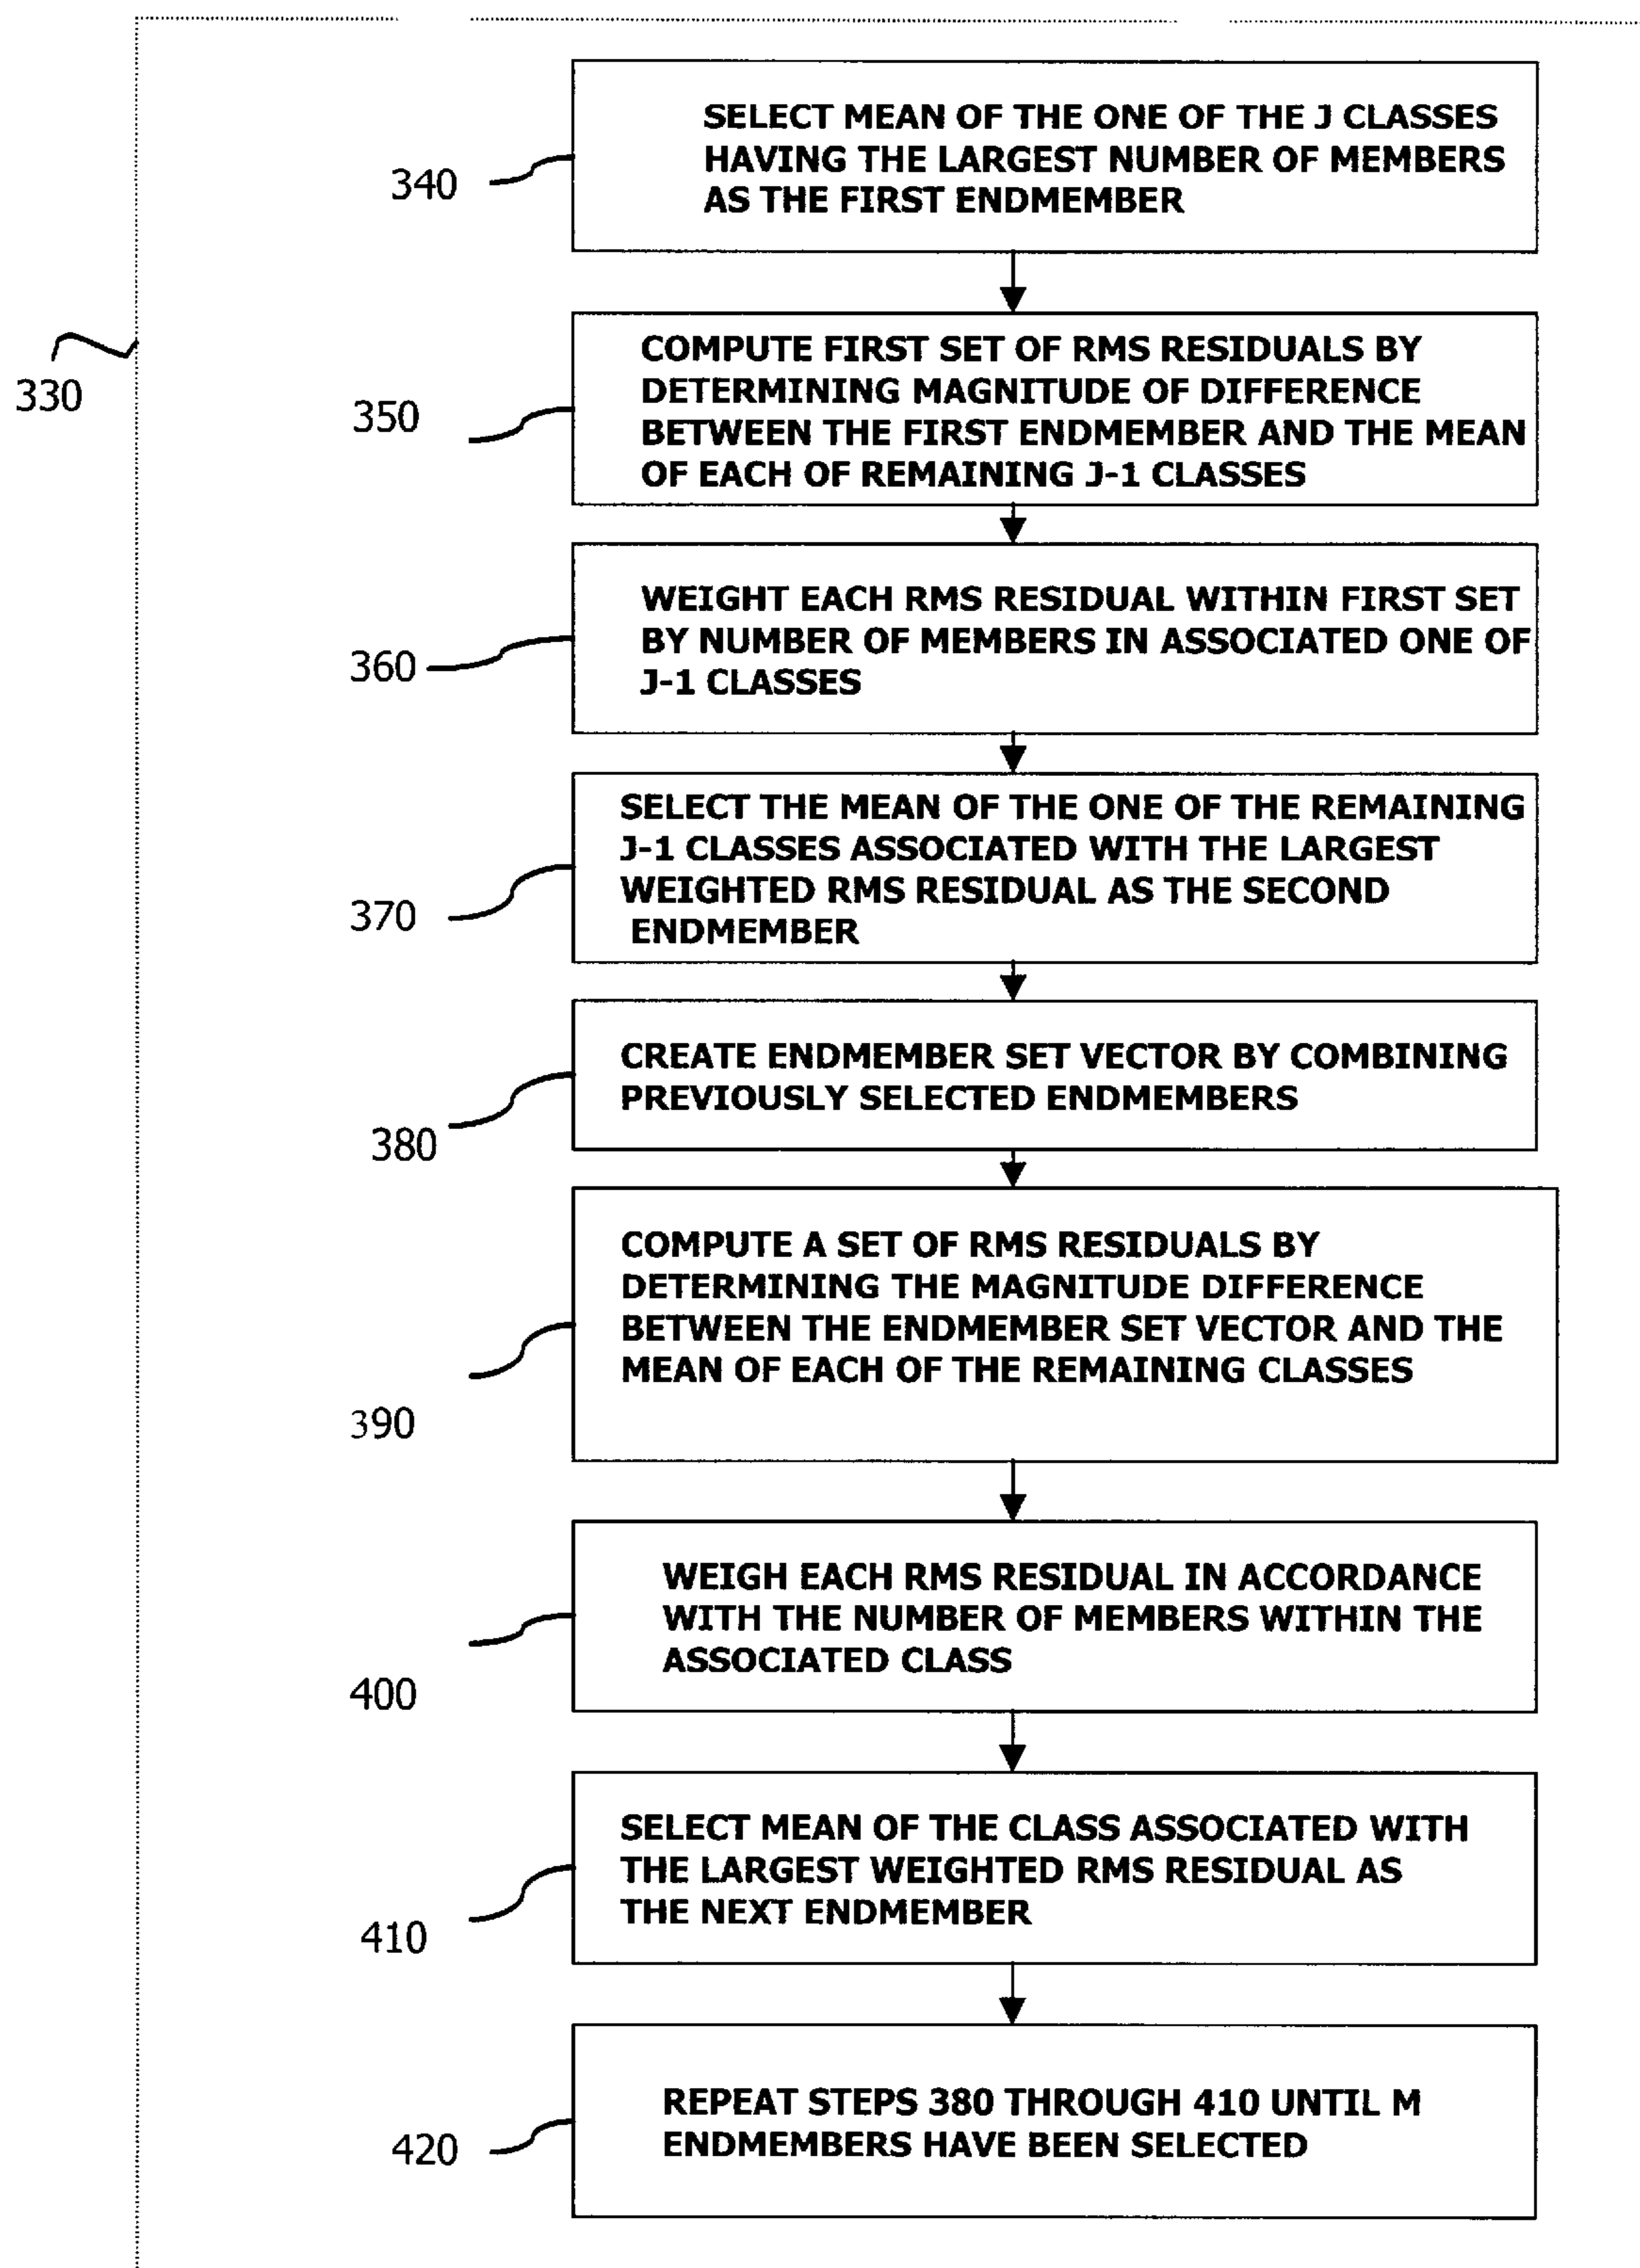 SELECT MEAN OF THE ONE OF THE J CLASSES
HAVING THE LARGEST NUMBER OF MEMBERS
AS THE FIRST ENDMEMBER
340
COMPUTE FIRST SET OF RMS RESIDUALS BY
DETERMINING MAGNITUDE OF DIFFERENCE
BETWEEN THE FIRST ENDMEMBER AND THE MEAN
OF EACH OF REMAINING J-1 CLASSES
330
350
WEIGHT EACH RMS RESIDUAL WITHIN FIRST SET
BY NUMBER OF MEMBERS IN ASSOCIATED ONE OF
J-1 CLASSES
360
SELECT THE MEAN OF THE ONE OF THE REMAINING
J-1 CLASSES ASSOCIATED WITH THE LARGEST
WEIGHTED RMS RESIDUAL AS THE SECOND
ENDMEMBER
370
CREATE ENDMEMBER SET VECTOR BY COMBINING
PREVIOUSLY SELECTED ENDMEMBERS
380
COMPUTE A SET OF RMS RESIDUALS BY
DETERMINING THE MAGNITUDE DIFFERENCE
BETWEEN THE ENDMEMBER SET VECTOR AND THE
MEAN OF EACH OF THE REMAINING CLASSES
390
WEIGH EACH RMS RESIDUAL IN ACCORDANCE
WITH THE NUMBER OF MEMBERS WITHIN THE
ASSOCIATED CLASS
400
SELECT MEAN OF THE CLASS ASSOCIATED WITH
THE LARGEST WEIGHTED RMS RESIDUAL AS
THE NEXT ENDMEMBER
410
REPEAT STEPS 380 THROUGH 410 UNTIL M
ENDMEMBERS HAVE BEEN SELECTED
420